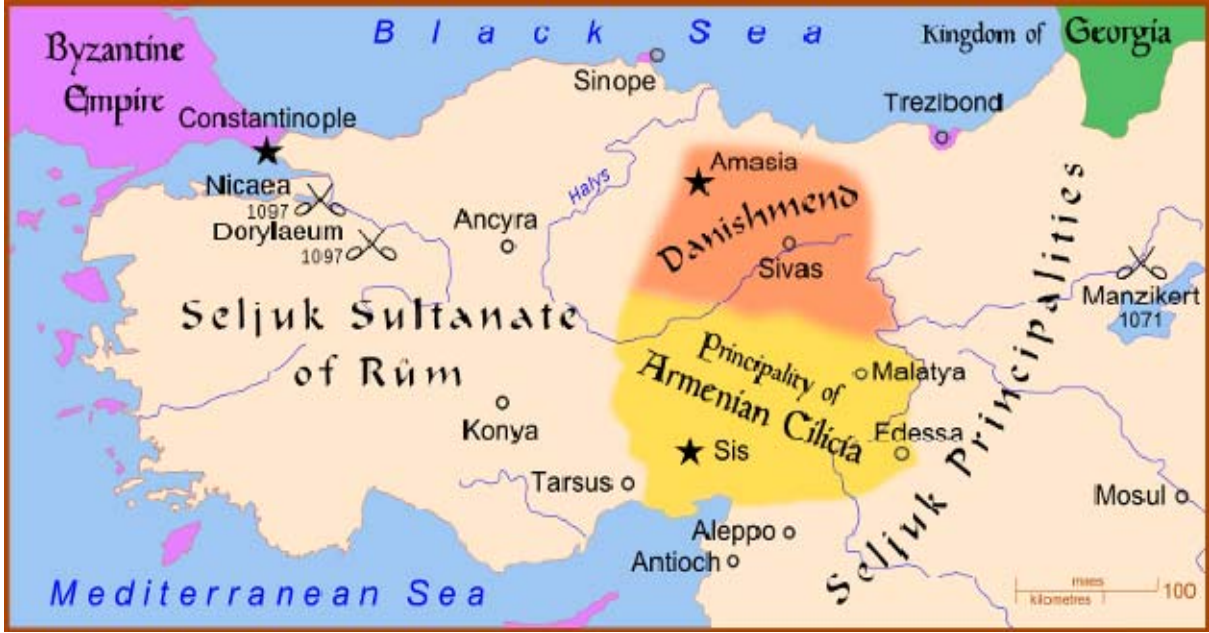 Byzantine
Empire
Black Sea
Kingdom of Georgia
Sinope
Trezibond
Constantinople
Nicaea
1097
Dorylaeum
1097
Halys
Ancyra
Amasia
Danishmend
Sivas
Manzikert
1071
Seljuk Sultanate
of Rûm
Principality of
Armenian Cilicia
Malatya
Edessa
Konya
Sis
Tarsus
Seljuk Principalities
Mosul
Aleppo
Antioch
Mediterranean Sea
kilometres
100